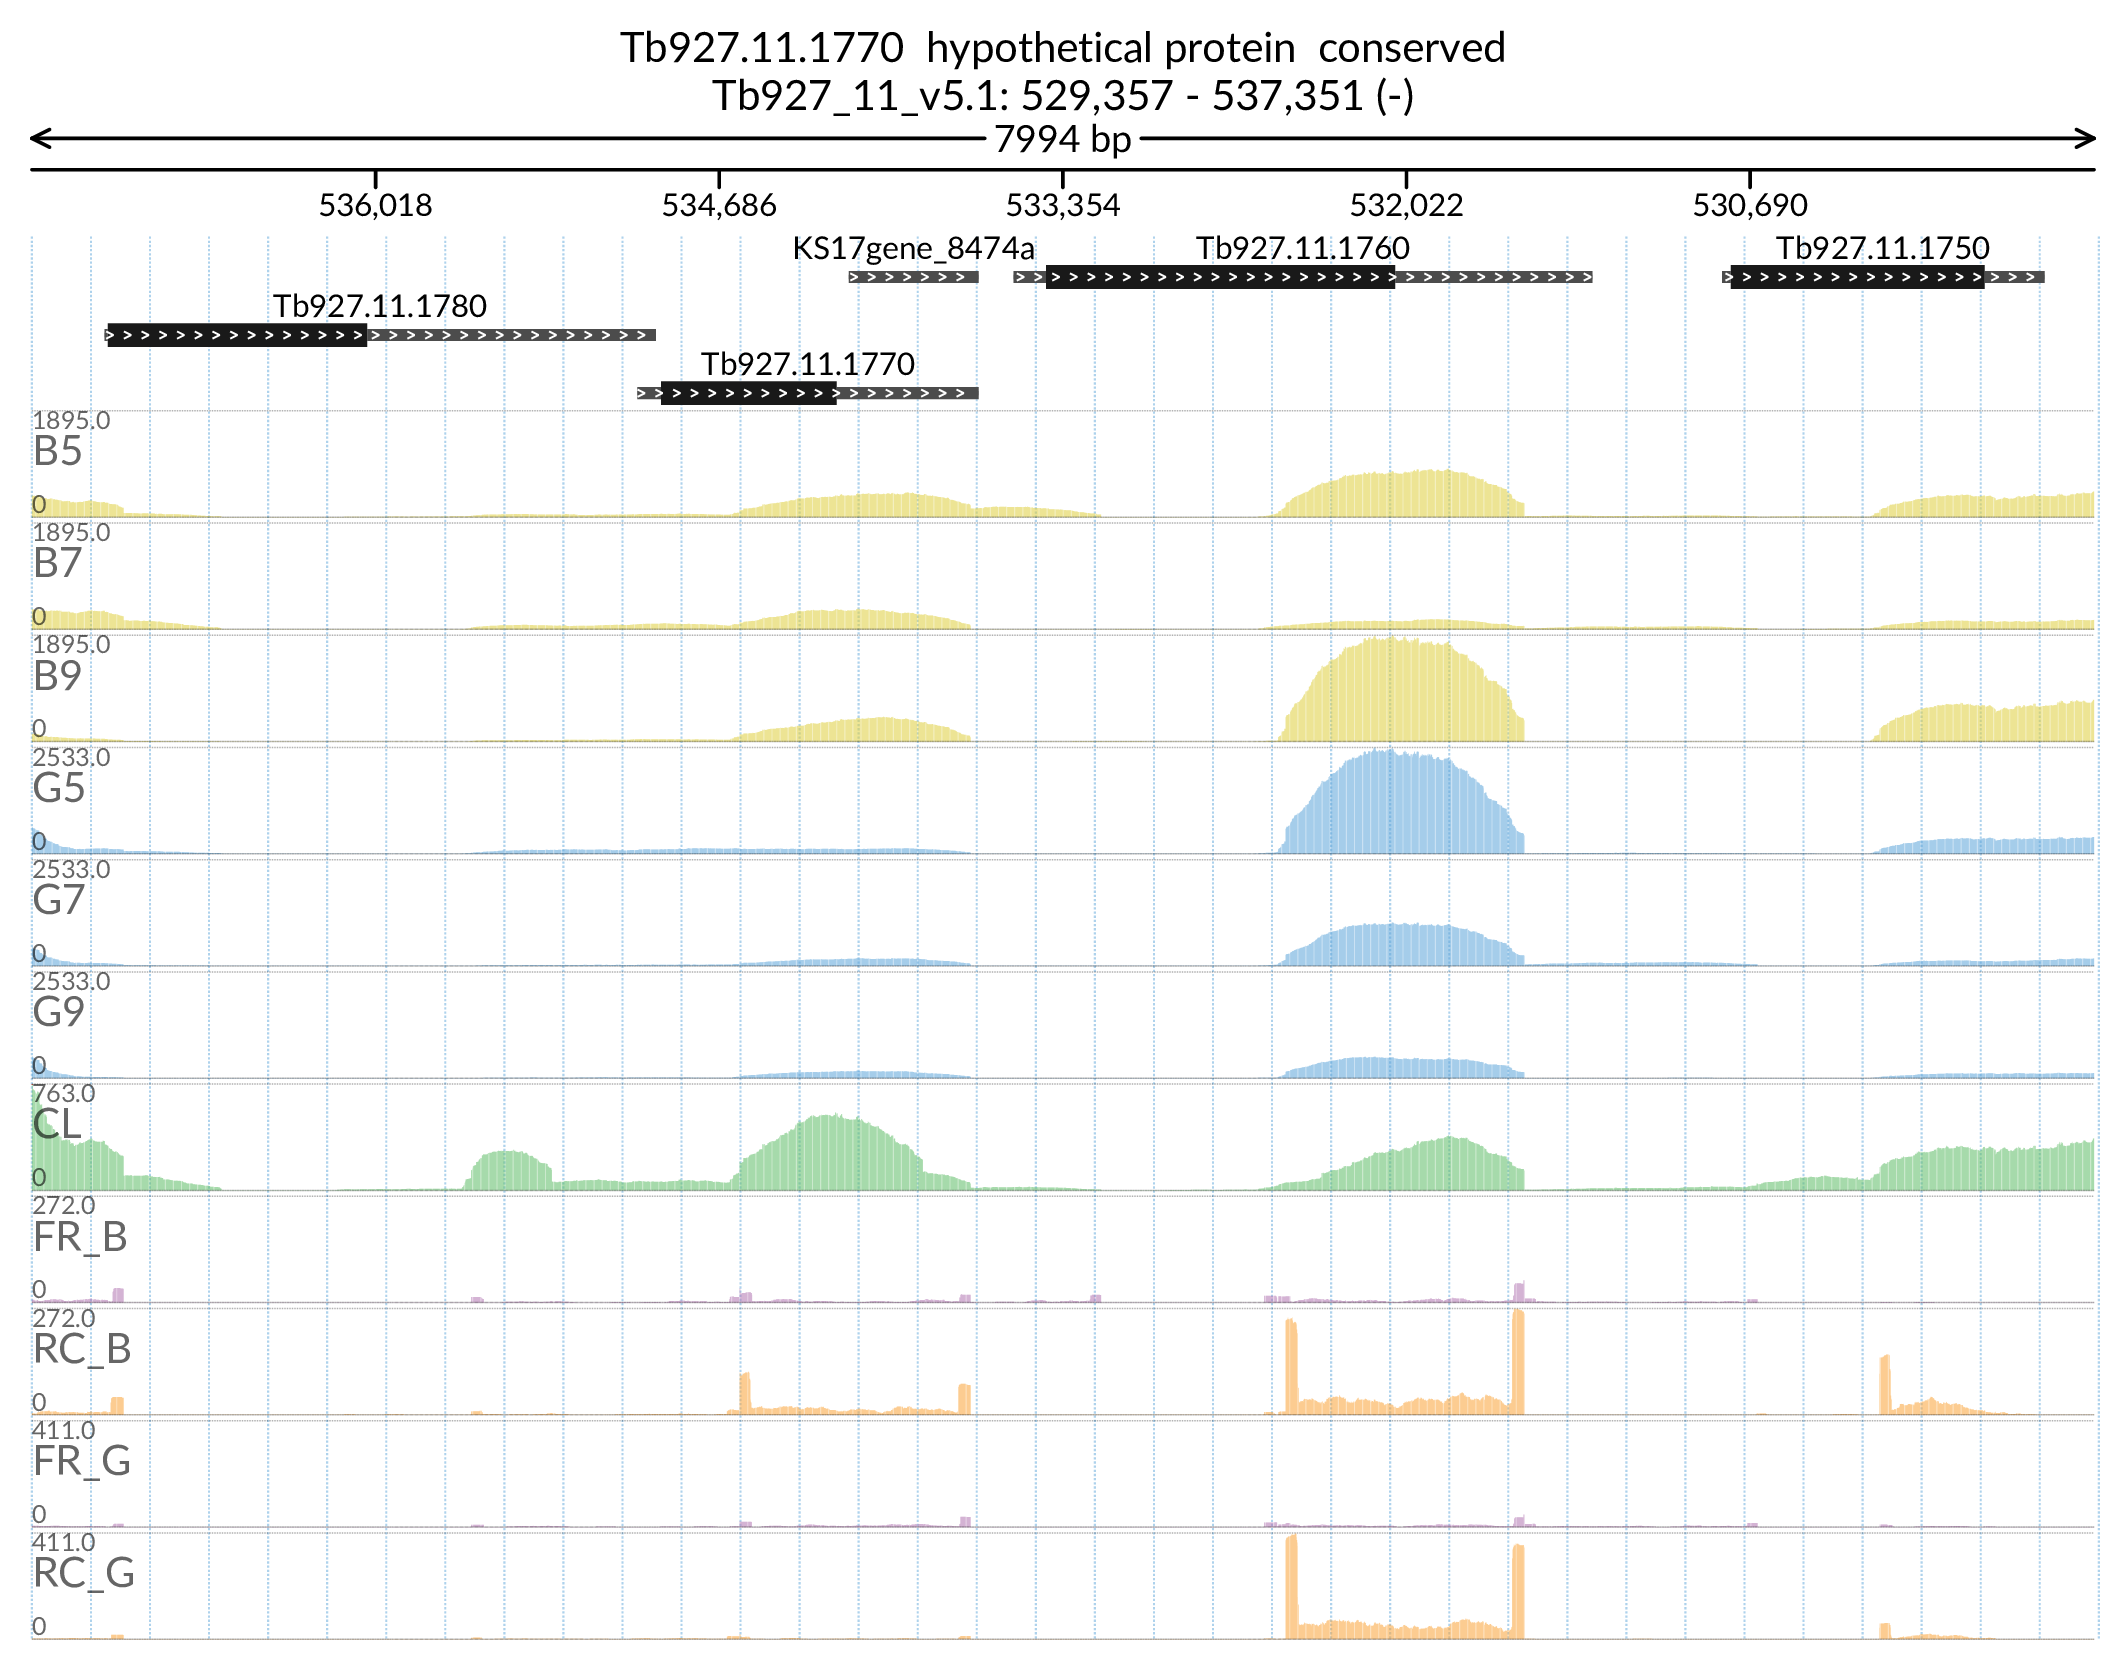 Tb927.11.1770  hypothetical protein  conserved
Tb927_11_v5.1: 529,357 - 537,351 (-)
7994 bp
536,018 534,686 533,354 532,022 530,690
KS17gene_8474a Tb927.11.1760 Tb927.11.1750
Tb927.11.1780
Tb927.11.1770
1895.0
B5
0
1895.0
B7
0
1895.0
B9
0
2533.0
G5
0
2533.0
G7
0
2533.0
G9
0
763.0
CL
0
272.0
FR_B
0
272.0
RC_B
0
411.0
FR_G
0
411.0
RC_G
0